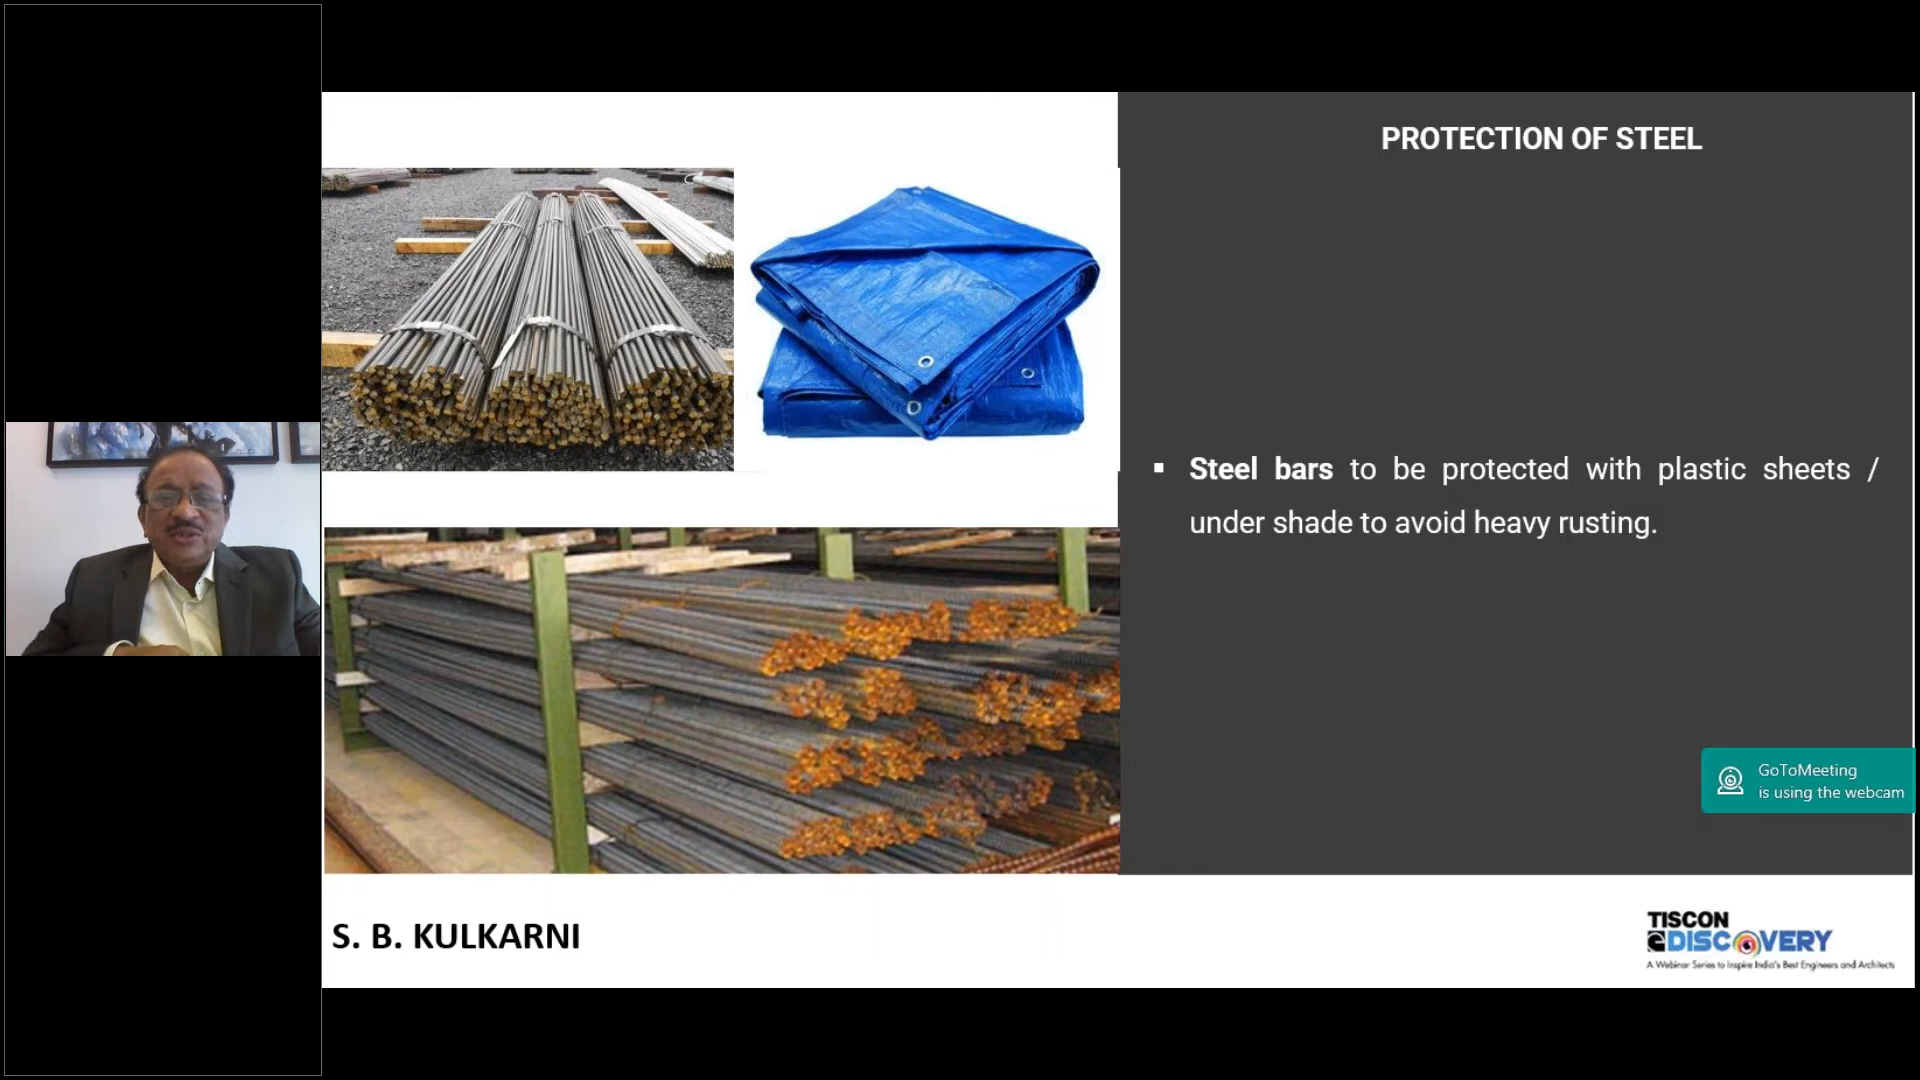 PROTECTION OF STEEL
▪ Steel bars to be protected with plastic sheets /
under shade to avoid heavy rusting.
GoToMeeting
is using the webcam
S. B. KULKARNI
TISCON
eDISCOVERY
A Webinar Series to Inspire India's Best Engineers and Architects